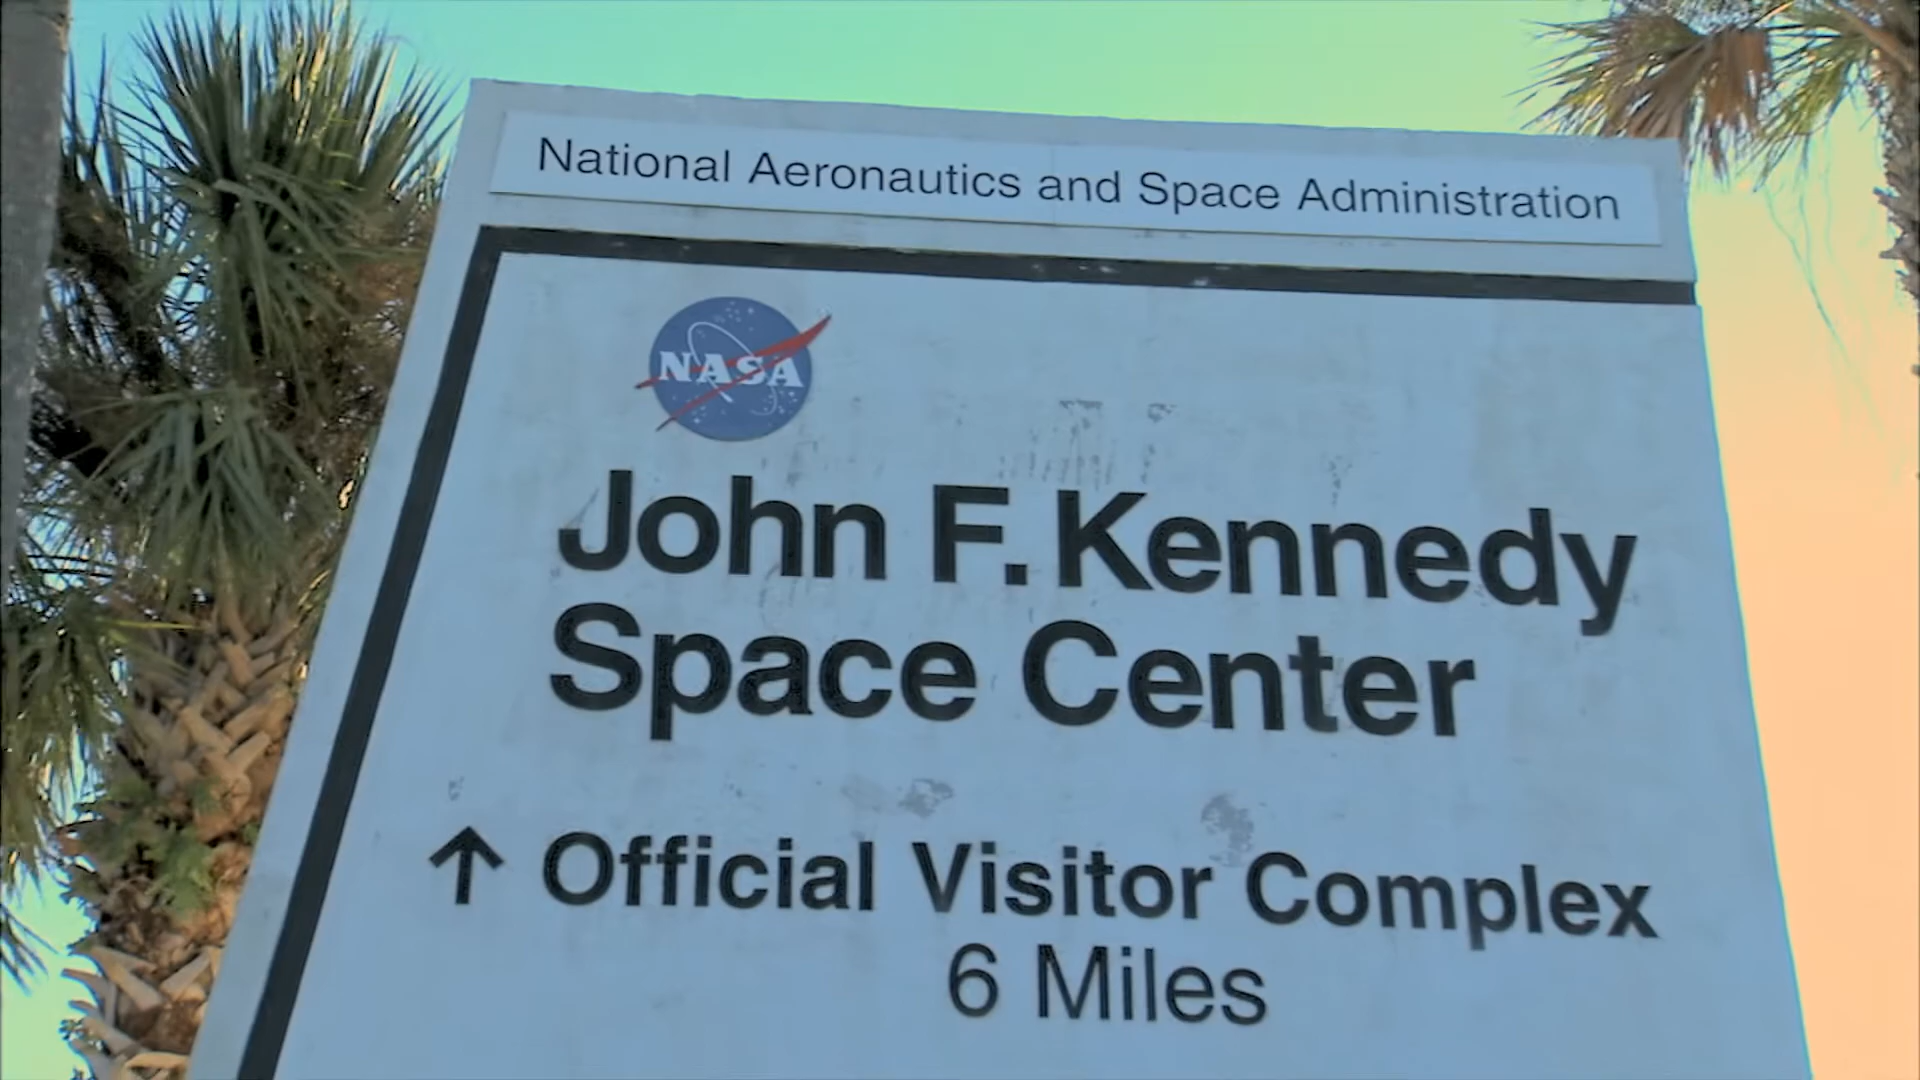 National Aeronautics and Space Administration
NASA
John F. Kennedy
Space Center
↑ Official Visitor Complex
6 Miles